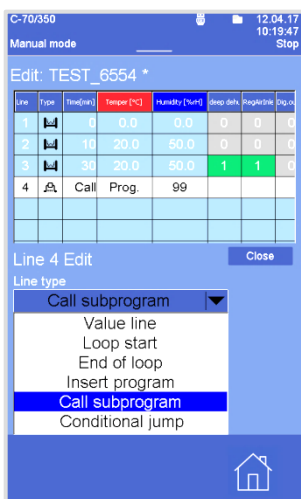 C-70/350 12.04.17
10:19:47
Manual mode Stop
Edit: TEST_6554 *
Line Type Time[min] Temper [°C] Humidity [%rH] deep dehu. RegAirInle Dig.ou
1 0 0.0 0.0 0 0 0
2 10 20.0 50.0 0 0 0
3 30 20.0 50.0 1 1 0
4 Call Prog. 99
Line 4 Edit Close
Line type
Call subprogram
Value line
Loop start
End of loop
Insert program
Call subprogram
Conditional jump